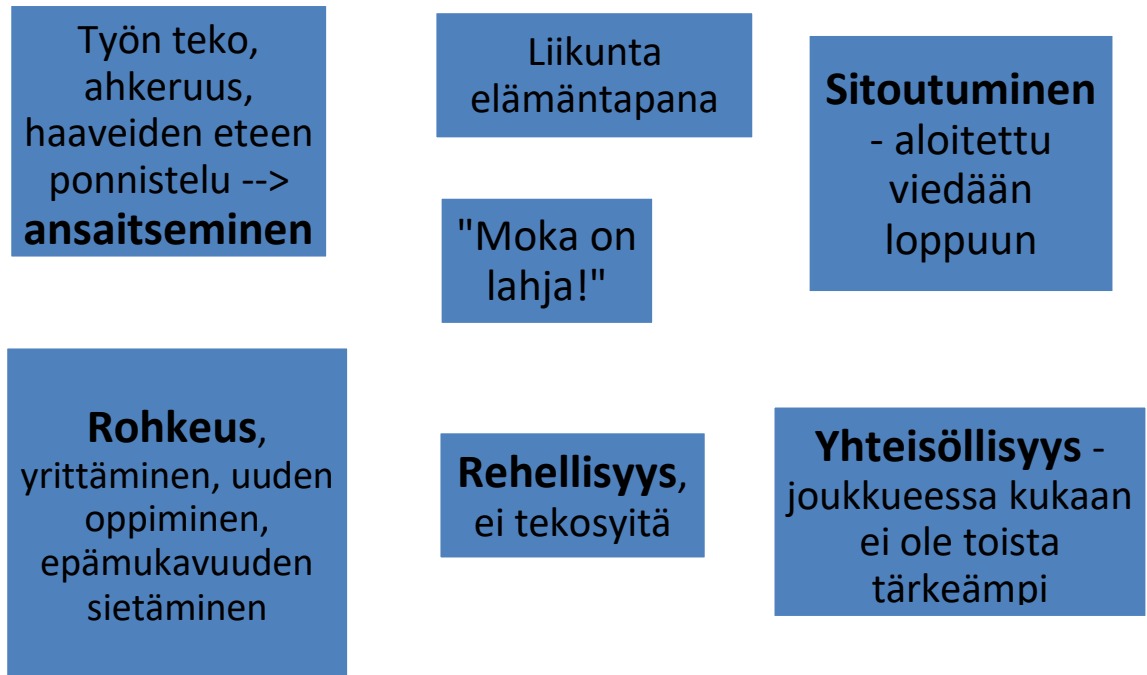 Työn teko,
ahkeruus,
haaveiden eteen
ponnistelu -->
ansaitseminen
Liikunta
elämäntapana
Sitoutuminen
- aloitettu
viedään
loppuun
"Moka on
lahja!"
Rohkeus,
yrittäminen, uuden
oppiminen,
epämukavuuden
sietäminen
Rehellisyys,
ei tekosyitä
Yhteisöllisyys -
joukkueessa kukaan
ei ole toista
tärkeämpi